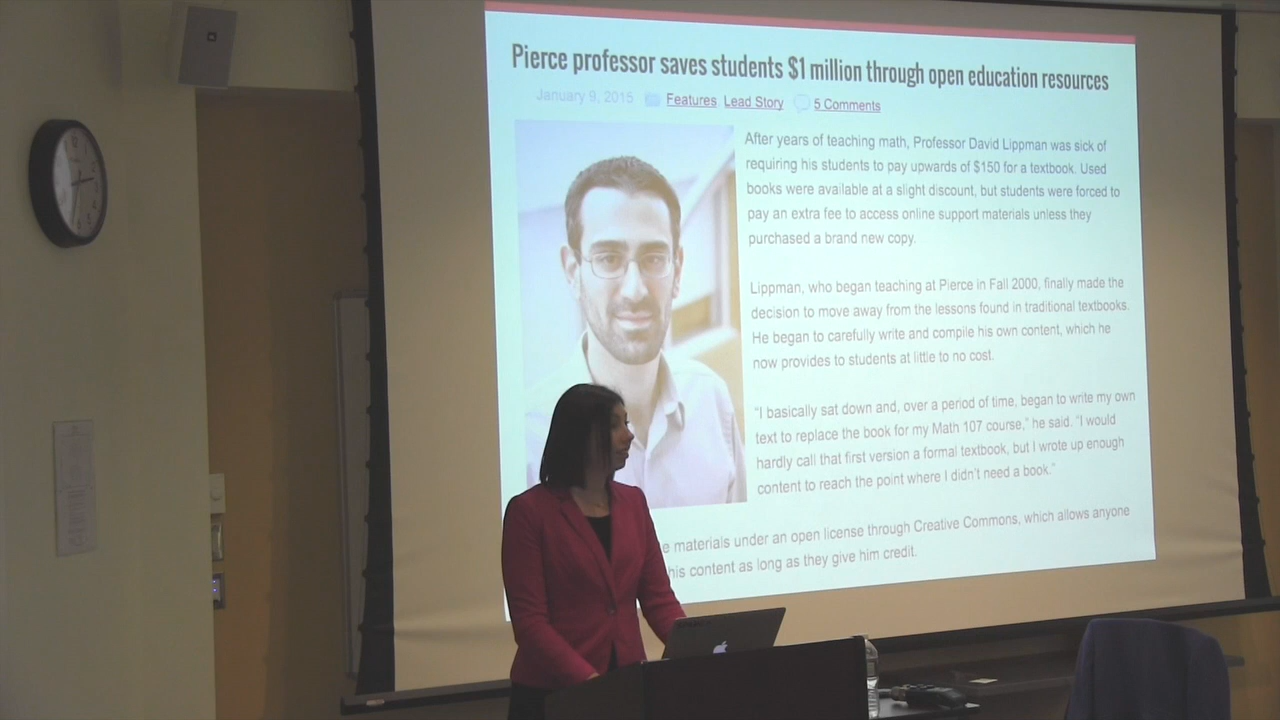 Pierce professor saves students $1 million through open education resources
January 9, 2015 Features Lead Story 5 Comments
After years of teaching math, Professor David Lippman was sick of
requiring his students to pay upwards of $150 for a textbook. Used
books were available at a slight discount, but students were forced to
pay an extra fee to access online support materials unless they
purchased a brand new copy.
Lippman, who began teaching at Pierce in Fall 2000, finally made the
decision to move away from the lessons found in traditional textbooks.
He began to carefully write and compile his own content, which he
now provides to students at little to no cost.
“I basically sat down and, over a period of time, began to write my own
text to replace the book for my Math 107 course,” he said. “I would
hardly call that first version a formal textbook, but I wrote up enough
content to reach the point where I didn’t need a book.”
materials under an open license through Creative Commons, which allows anyone
his content as long as they give him credit.